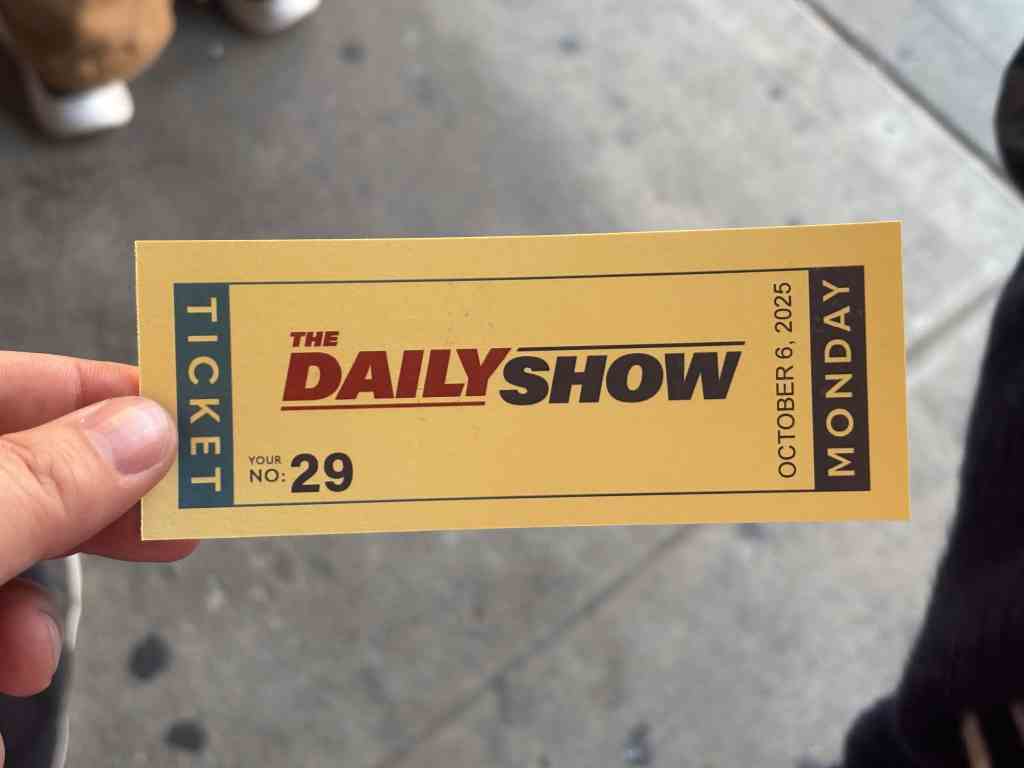 TICKET
THE
DAILY SHOW
YOUR
NO: 29
OCTOBER 6, 2025
MONDAY